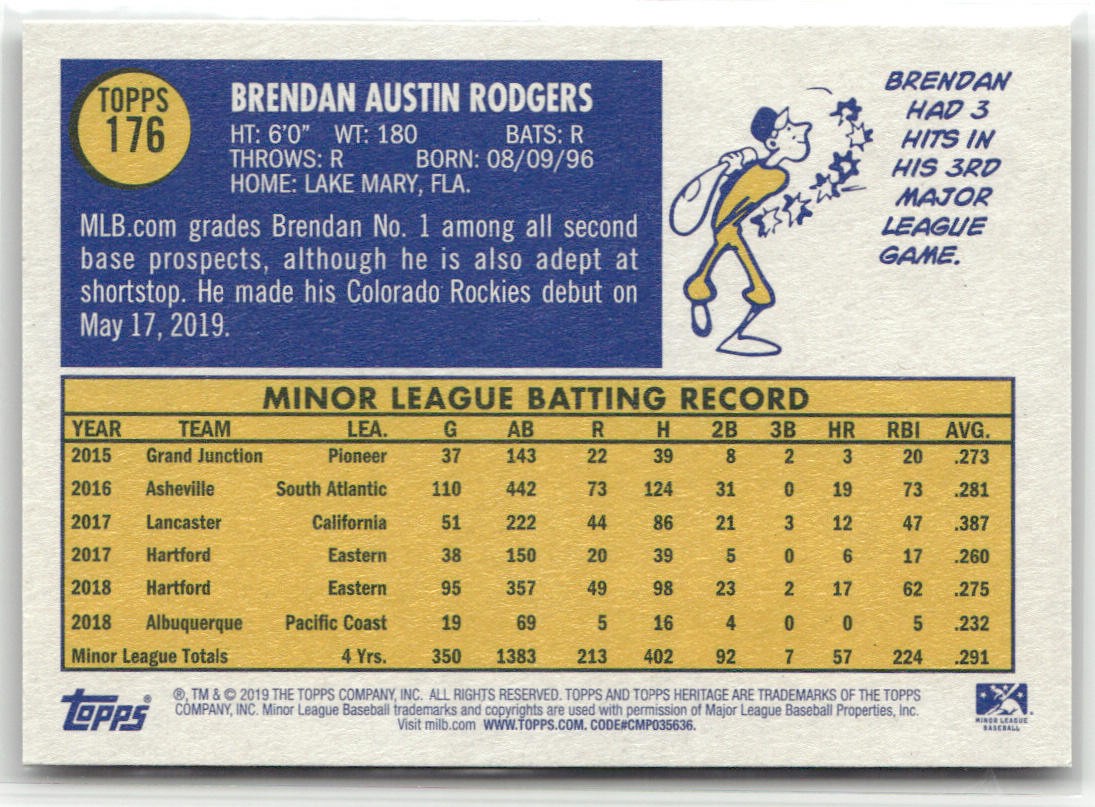 TOPPS
176
BRENDAN AUSTIN RODGERS
HT: 6'0" WT: 180 BATS: R
THROWS: R BORN: 08/09/96
HOME: LAKE MARY, FLA.
MLB.com grades Brendan No. 1 among all second
base prospects, although he is also adept at
shortstop. He made his Colorado Rockies debut on
May 17, 2019.
BRENDAN
HAD 3
HITS IN
HIS 3RD
MAJOR
LEAGUE
GAME.
MINOR LEAGUE BATTING RECORD
YEAR TEAM LEA. G AB R H 2B 3B HR RBI AVG.
2015 Grand Junction Pioneer 37 143 22 39 8 2 3 20 .273
2016 Asheville South Atlantic 110 442 73 124 31 0 19 73 .281
2017 Lancaster California 51 222 44 86 21 3 12 47 .387
2017 Hartford Eastern 38 150 20 39 5 0 6 17 .260
2018 Hartford Eastern 95 357 49 98 23 2 17 62 .275
2018 Albuquerque Pacific Coast 19 69 5 16 4 0 0 5 .232
Minor League Totals 4 Yrs. 350 1383 213 402 92 7 57 224 .291
Topps®
®, TM & © 2019 THE TOPPS COMPANY, INC. ALL RIGHTS RESERVED. TOPPS AND TOPPS HERITAGE ARE TRADEMARKS OF THE TOPPS
COMPANY, INC. Minor League Baseball trademarks and copyrights are used with permission of Major League Baseball Properties, Inc.
Visit milb.com WWW.TOPPS.COM. CODE#CMP035636.
MINOR LEAGUE
BASEBALL